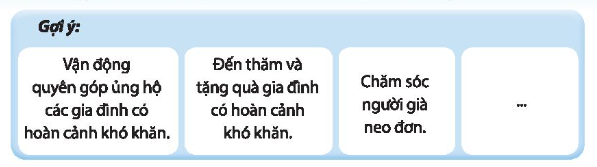 Gợi ý:
Vận động
quyên góp ủng hộ
các gia đình có
hoàn cảnh khó khăn.
Đến thăm và
tặng quà gia đình
có hoàn cảnh
khó khăn.
Chăm sóc
người già
neo đơn.
...